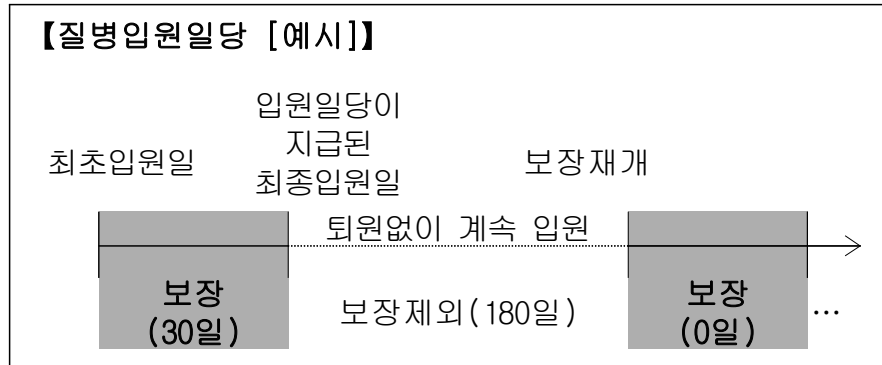 【질병입원일당 [예시]】
최초입원일
입원일당이
지급된
최종입원일
보장재개
퇴원없이 계속 입원
보장
(30일)
보장제외(180일)
보장
(0일)
…